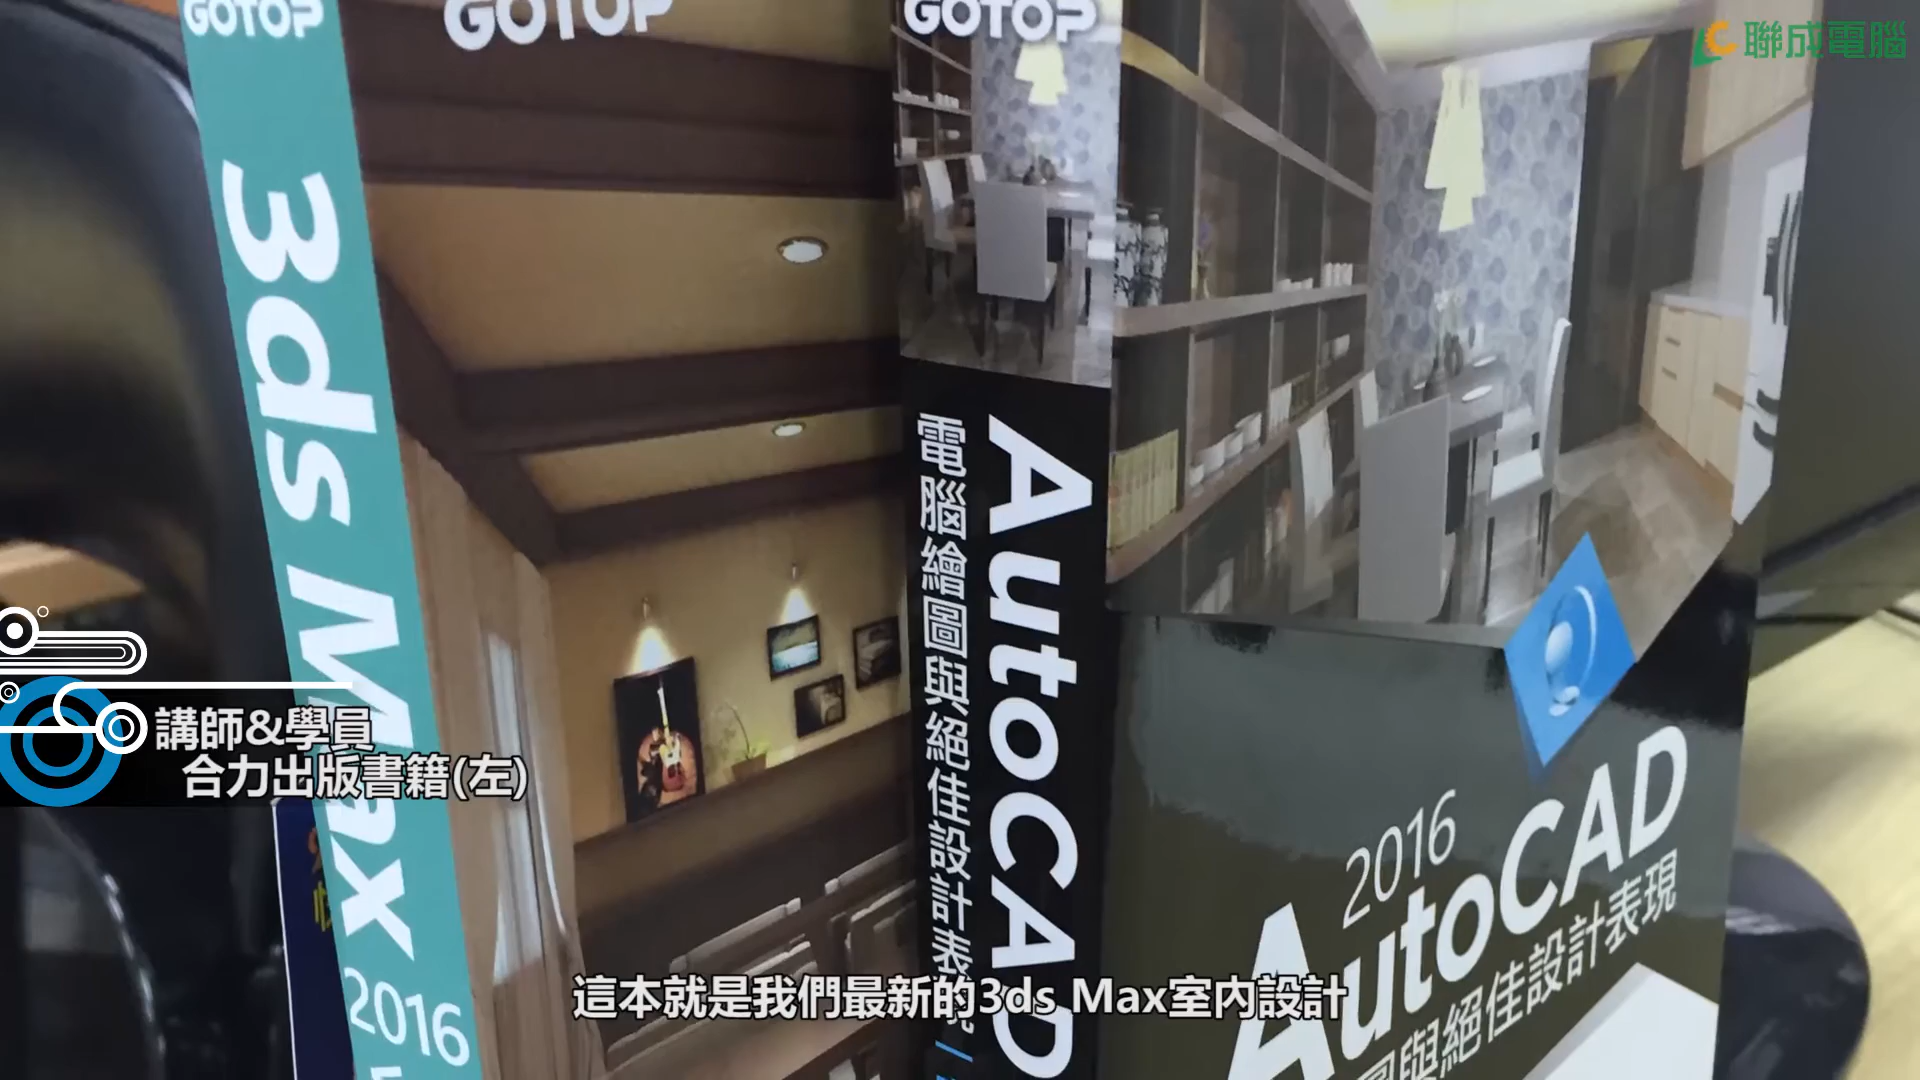 GOTOP
GOTOP
GOTOP
聯成電腦
3ds Max
2016
電腦繪圖與絕佳設計表現
AutoCAD
2016
AutoCAD
圖與絕佳設計表現
講師&學員
合力出版書籍(左)
這本就是我們最新的3ds Max室內設計